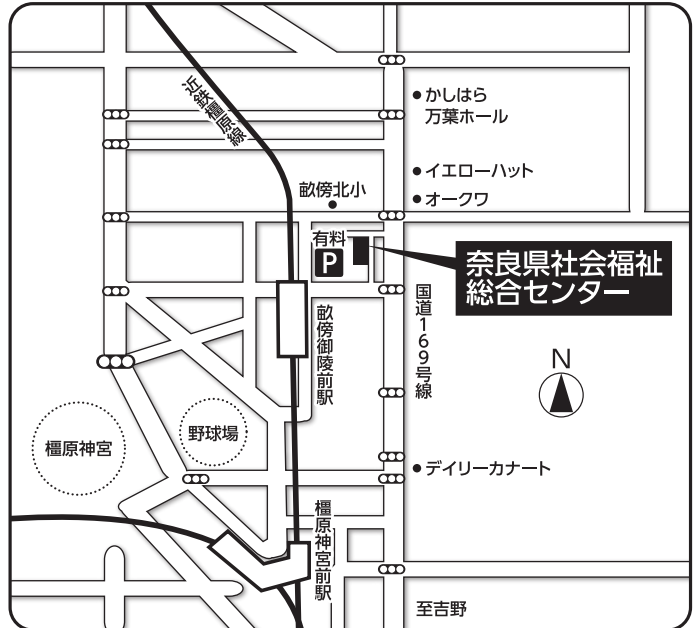 近鉄橿原線
かしはら
万葉ホール
イエローハット
オークワ
畝傍北小
有料
P
奈良県社会福祉
総合センター
国道169号線
畝傍御陵前駅
N
橿原神宮
野球場
デイリーカナート
橿原神宮前駅
至吉野